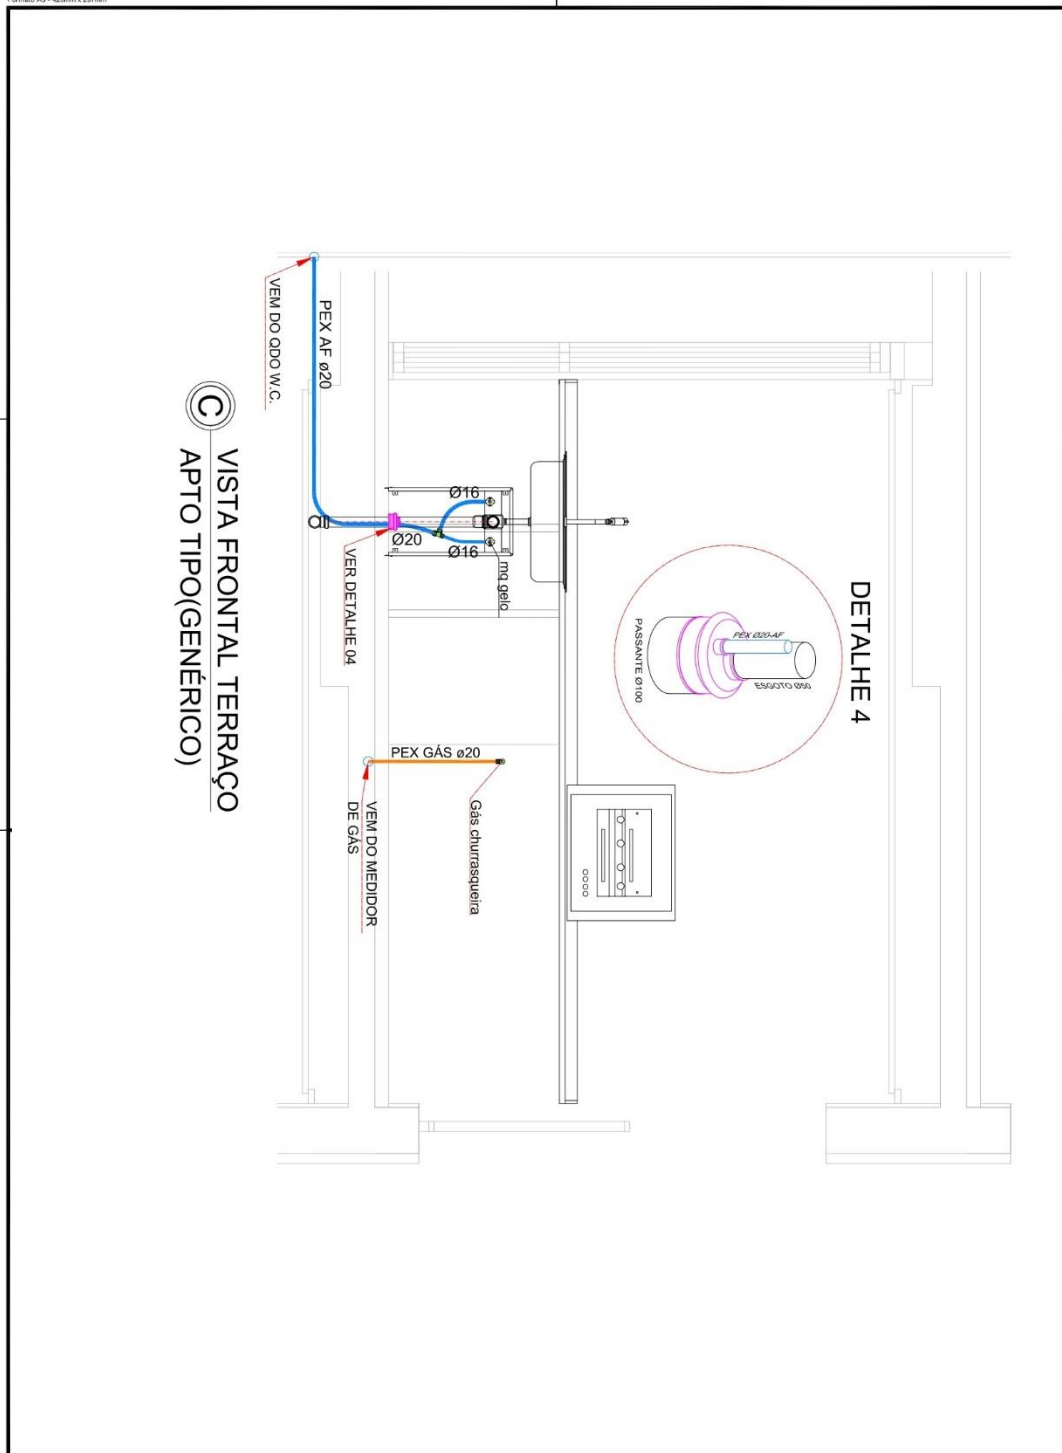 DETALHE 4
PEX Ø20-AF
ESGOTO Ø50
PASSANTE Ø100
Ø16
Ø20
Ø16
mq gelo
PEX GÁS ø20
Gás churrasqueira
PEX AF ø20
VEM DO QDO W.C.
VER DETALHE 04
VEM DO MEDIDOR
DE GÁS
C
VISTA FRONTAL TERRAÇO
APTO TIPO(GENÉRICO)